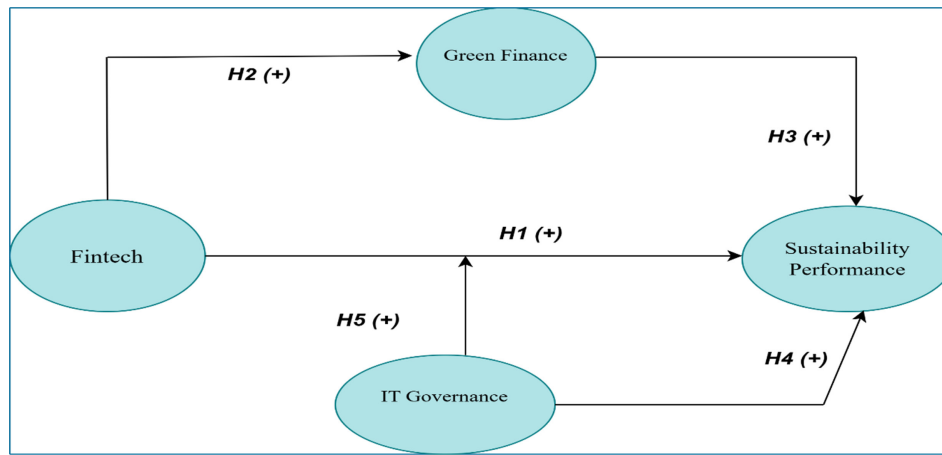 Green Finance
H2 (+)
H3 (+)
H1 (+)
Fintech
Sustainability
Performance
H5 (+)
H4 (+)
IT Governance